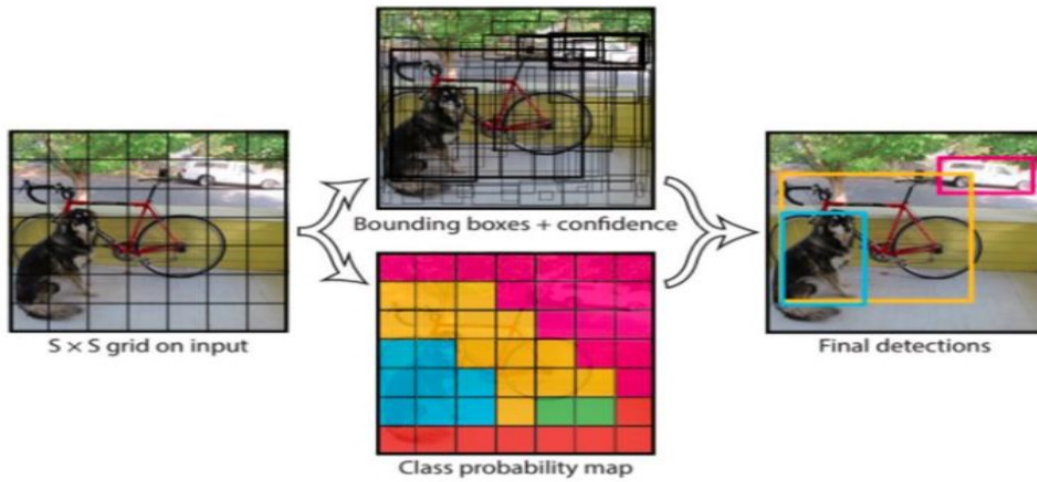 S × S grid on input
Bounding boxes + confidence
Class probability map
Final detections